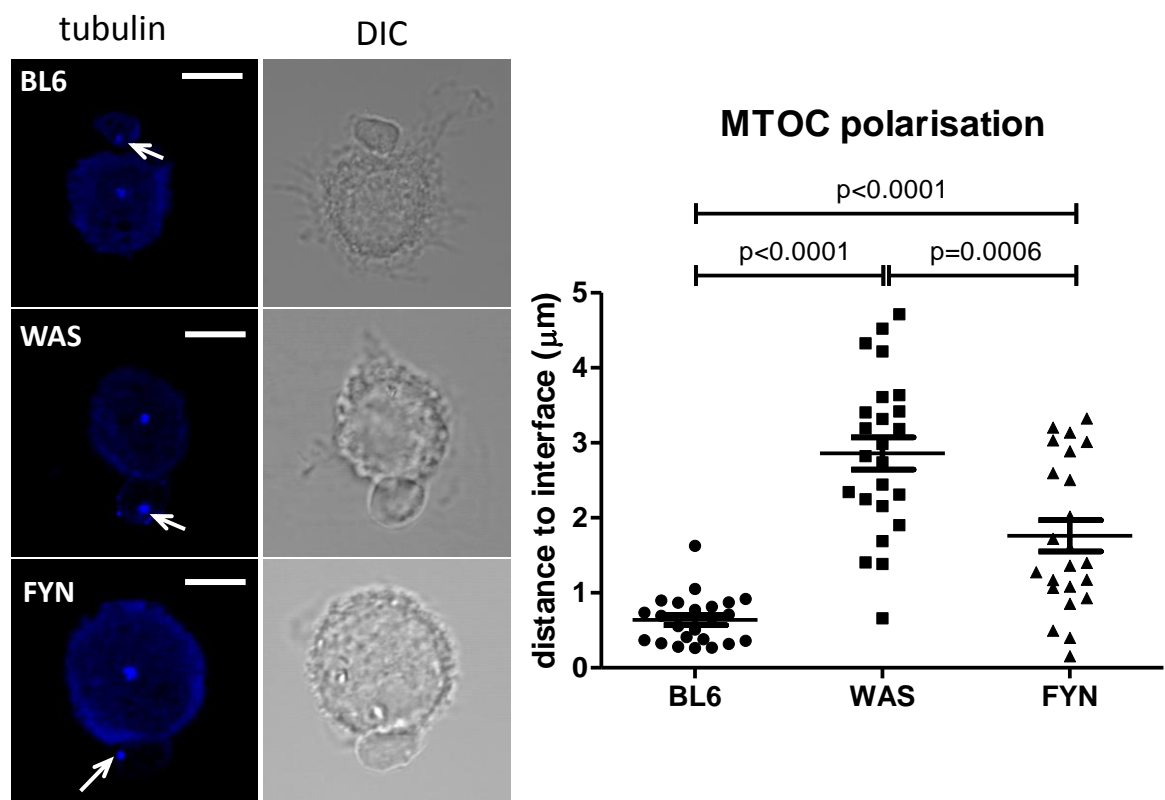 tubulin
DIC
BL6
WAS
FYN
MTOC polarisation
p<0.0001
p<0.0001
p=0.0006
distance to interface (μm)
5
4
3
2
1
0
BL6
WAS
FYN